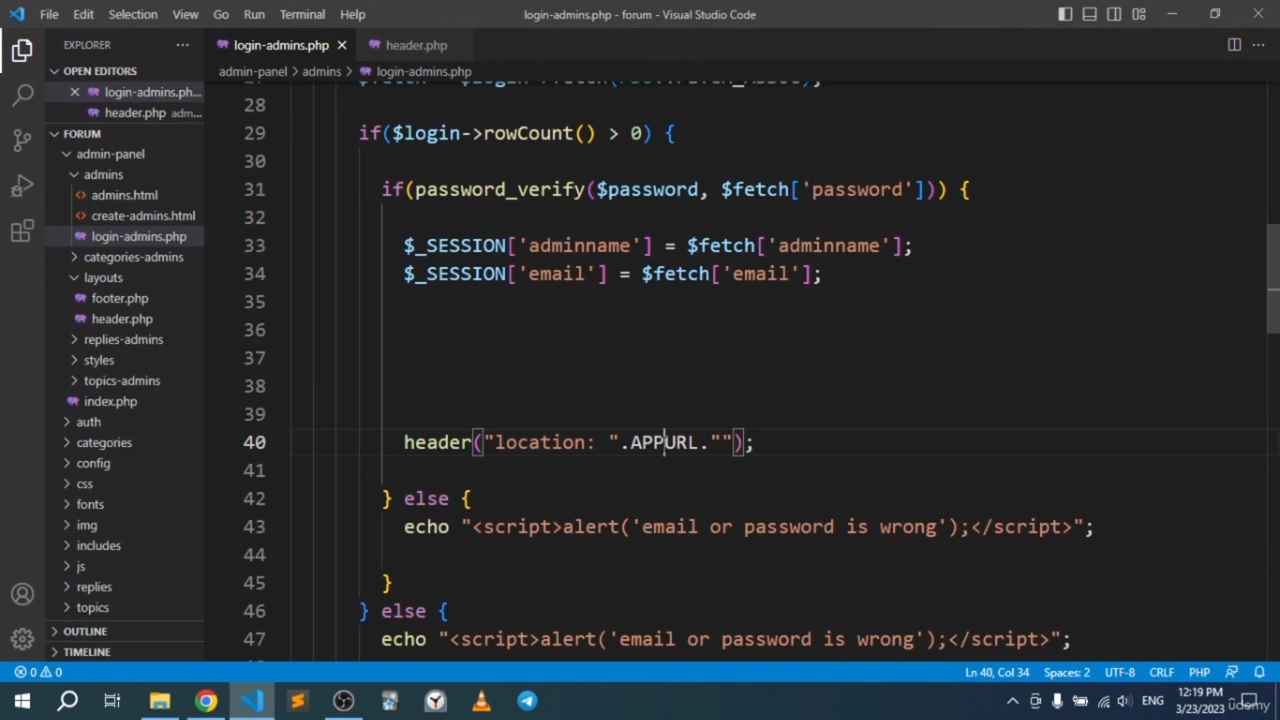 File Edit Selection View Go Run Terminal Help
login-admins.php - forum - Visual Studio Code
EXPLORER
login-admins.php
header.php
OPEN EDITORS
admin-panel > admins > login-admins.php
login-admins.ph...
header.php adm...
FORUM
admin-panel
admins
admins.html
create-admins.html
login-admins.php
categories-admins
layouts
footer.php
header.php
replies-admins
styles
topics-admins
index.php
auth
categories
config
css
fonts
img
includes
js
replies
topics
OUTLINE
TIMELINE
28
29 if($login->rowCount() > 0) {
30
31 if(password_verify($password, $fetch['password'])) {
32
33 $_SESSION['adminname'] = $fetch['adminname'];
34 $_SESSION['email'] = $fetch['email'];
35
36
37
38
39
40 header("location: ".APPURL."");
41
42 } else {
43 echo "<script>alert('email or password is wrong');</script>";
44
45 }
46 } else {
47 echo "<script>alert('email or password is wrong');</script>";
0 0
Ln 40, Col 34 Spaces: 2 UTF-8 CRLF PHP
ENG
12:19 PM
3/23/2023
udemy